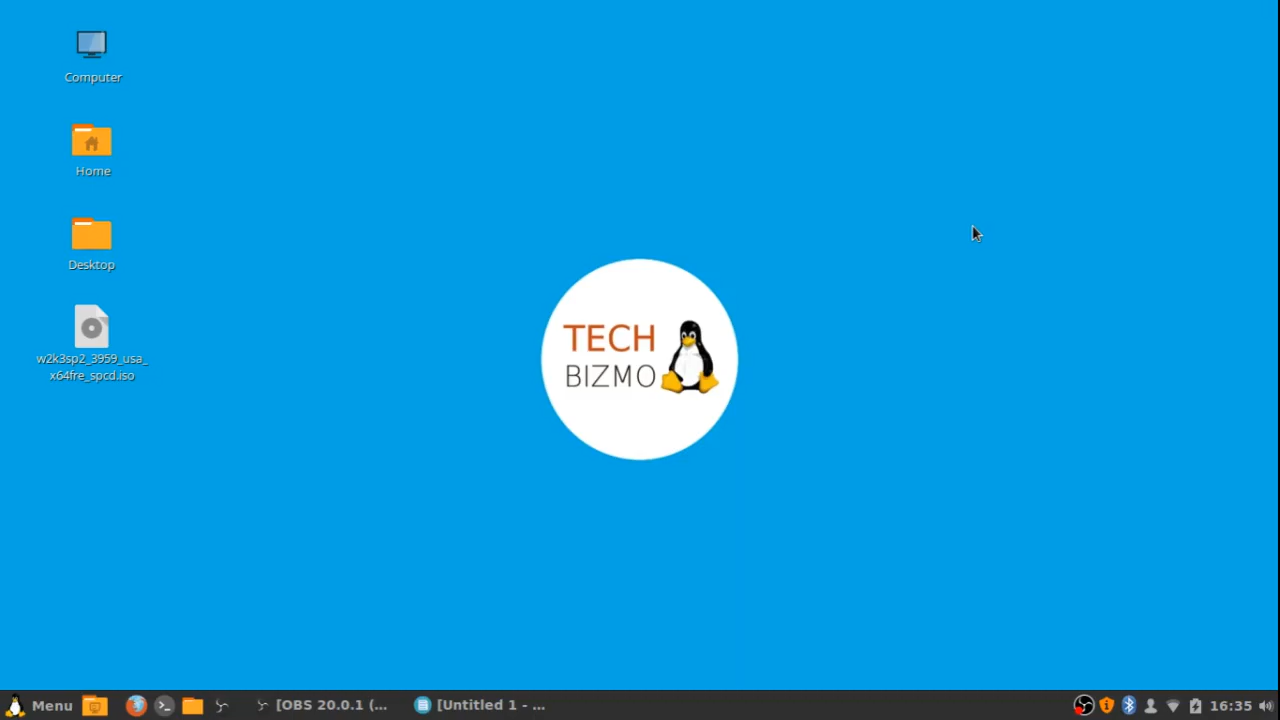 Computer
Home
Desktop
w2k3sp2_3959_usa_
x64fre_spcd.iso
TECH
BIZMO
Menu
[OBS 20.0.1 (...
[Untitled 1 - ...
16:35